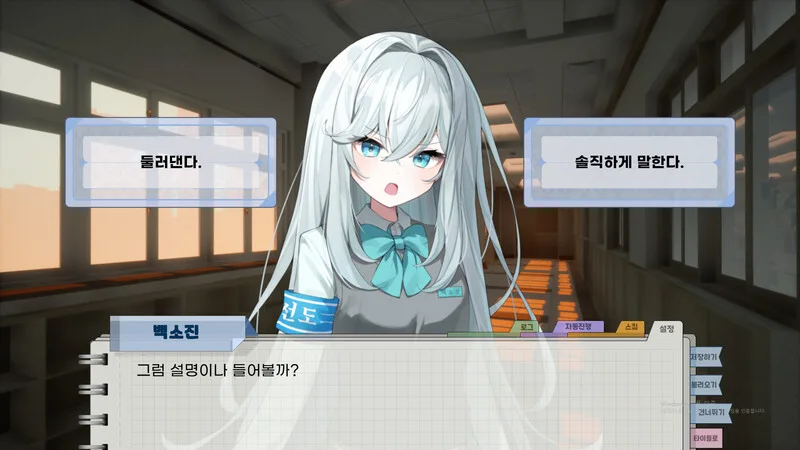 둘러댄다.
솔직하게 말한다.
선도
백소진
로그
자동진행
스킵
설정
그럼 설명이나 들어볼까?
저장하기
불러오기
건너뛰기
타이틀로